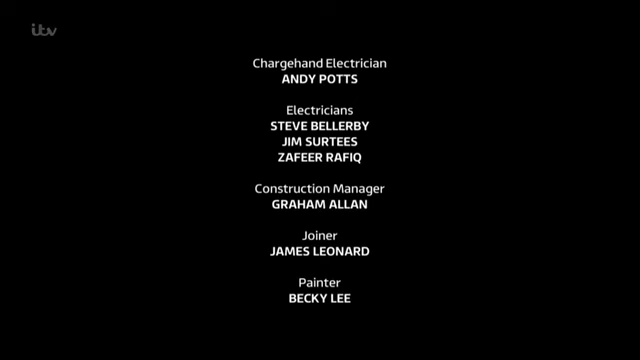 itv
Chargehand Electrician
ANDY POTTS
Electricians
STEVE BELLERBY
JIM SURTEES
ZAFEER RAFIQ
Construction Manager
GRAHAM ALLAN
Joiner
JAMES LEONARD
Painter
BECKY LEE